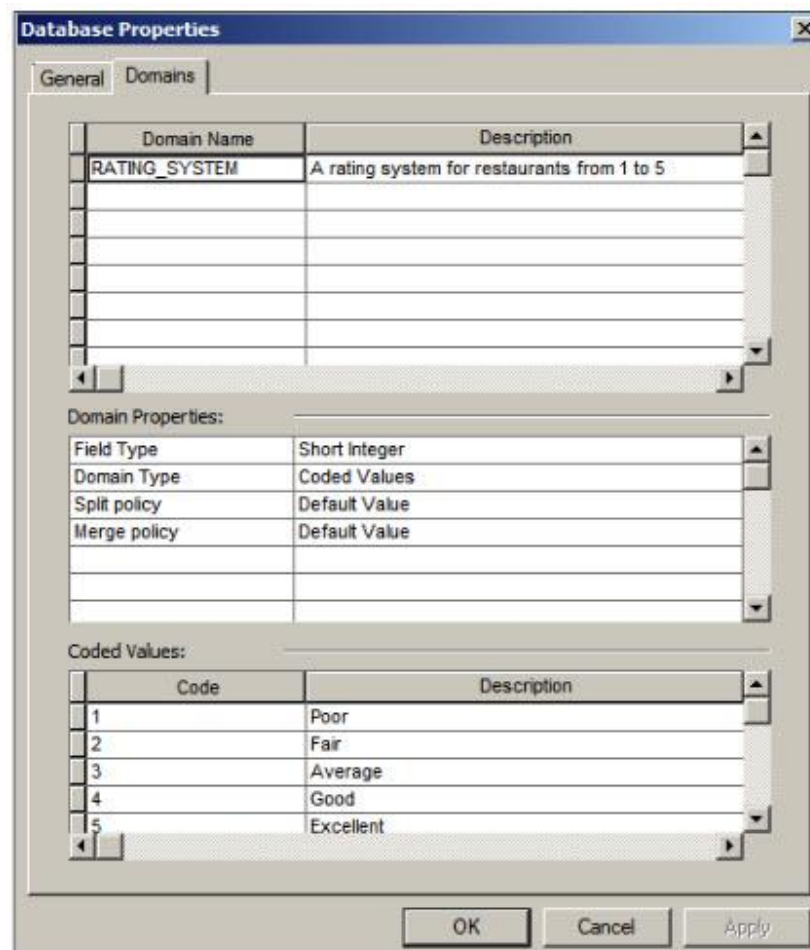 Database Properties
General Domains
Domain Name Description
RATING_SYSTEM A rating system for restaurants from 1 to 5
Domain Properties:
Field Type Short Integer
Domain Type Coded Values
Split policy Default Value
Merge policy Default Value
Coded Values:
Code Description
1 Poor
2 Fair
3 Average
4 Good
5 Excellent
OK Cancel Apply